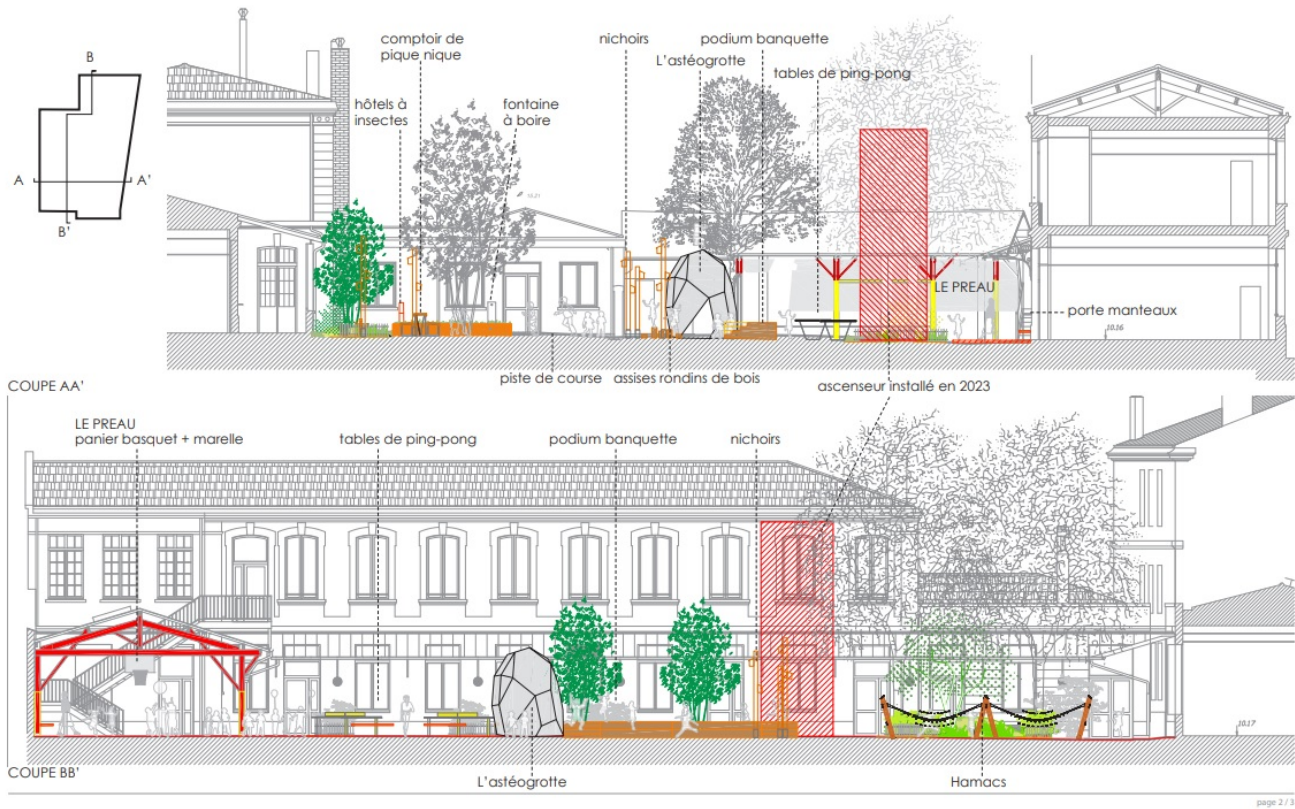 B
A
A'
B'
comptoir de
pique nique
hôtels à
insectes
fontaine
à boire
nichoirs
podium banquette
L'astéogrotte
tables de ping-pong
10.21
LE PREAU
porte manteaux
10.16
piste de course
assises rondins de bois
ascenseur installé en 2023
COUPE AA'
LE PREAU
panier basquet + marelle
tables de ping-pong
podium banquette
nichoirs
10.17
L'astéogrotte
Hamacs
COUPE BB'
page 2 / 3